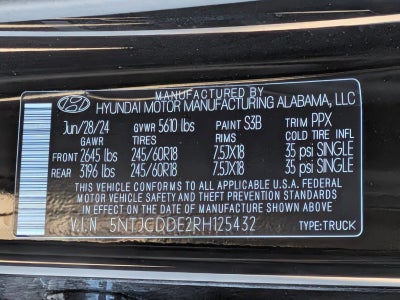 MANUFACTURED BY
HYUNDAI MOTOR MANUFACTURING ALABAMA, LLC
Jun/28/24 GVWR 5610 lbs PAINT S3B TRIM PPX
GAWR TIRES RIMS COLD TIRE INFL
FRONT 2645 lbs 245/60R18 7.5JX18 35 psi SINGLE
REAR 3196 lbs 245/60R18 7.5JX18 35 psi SINGLE
THIS VEHICLE CONFORMS TO ALL APPLICABLE U.S.A. FEDERAL
MOTOR VEHICLE SAFETY AND THEFT PREVENTION STANDARDS
IN EFFECT ON THE DATE OF MANUFACTURE SHOWN ABOVE
V.I.N 5NTJCDDE2RH125432 TYPE:TRUCK